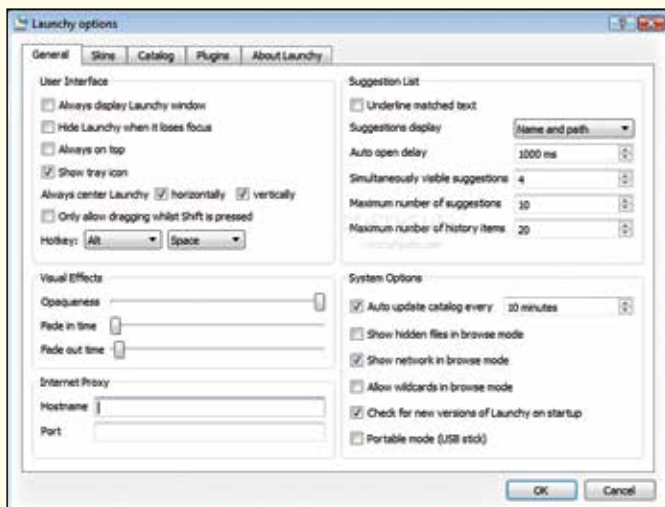 Launchy options
General Skins Catalog Plugins About Launchy
User Interface
Always display Launchy window
Hide Launchy when it loses focus
Always on top
Show tray icon
Always center Launchy horizontally vertically
Only allow dragging whilst Shift is pressed
Hotkey: Alt Space
Visual Effects
Opaqueness
Fade in time
Fade out time
Internet Proxy
Hostname
Port
Suggestion List
Underline matched text
Suggestions display Name and path
Auto open delay 1000 ms
Simultaneously visible suggestions 4
Maximum number of suggestions 10
Maximum number of history items 20
System Options
Auto update catalog every 10 minutes
Show hidden files in browse mode
Show network in browse mode
Allow wildcards in browse mode
Check for new versions of Launchy on startup
Portable mode (USB stick)
OK Cancel